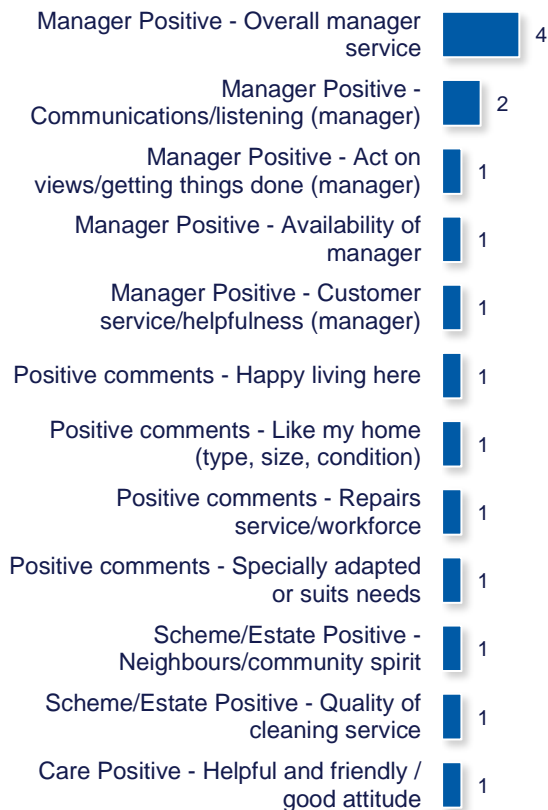 Manager Positive - Overall manager
service
4
Manager Positive -
Communications/listening (manager)
2
Manager Positive - Act on
views/getting things done (manager)
1
Manager Positive - Availability of
manager
1
Manager Positive - Customer
service/helpfulness (manager)
1
Positive comments - Happy living here
1
Positive comments - Like my home
(type, size, condition)
1
Positive comments - Repairs
service/workforce
1
Positive comments - Specially adapted
or suits needs
1
Scheme/Estate Positive -
Neighbours/community spirit
1
Scheme/Estate Positive - Quality of
cleaning service
1
Care Positive - Helpful and friendly /
good attitude
1